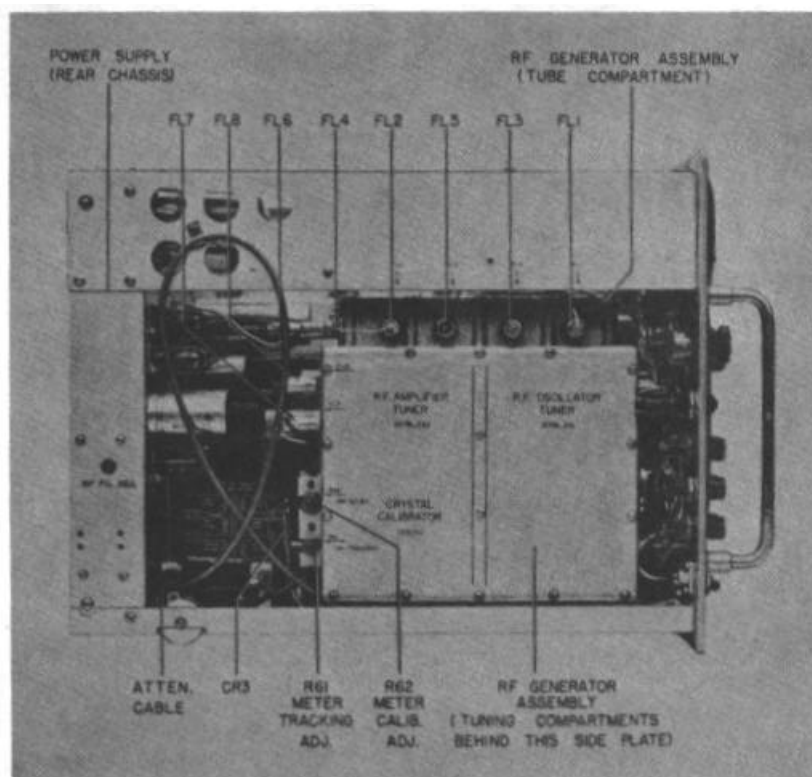 POWER SUPPLY
(REAR CHASSIS)
RF GENERATOR ASSEMBLY
(TUBE COMPARTMENT)
FL7 FL8 FL6 FL4 FL2 FL5 FL3 FL1
R.F. AMPLIFIER
TUNER
R.F. OSCILLATOR
TUNER
CRYSTAL
CALIBRATOR
ATTEN.
CABLE
CR3
R61
METER
TRACKING
ADJ.
R62
METER
CALIB.
ADJ.
RF GENERATOR
ASSEMBLY
(TUNING COMPARTMENTS
BEHIND THIS SIDE PLATE)